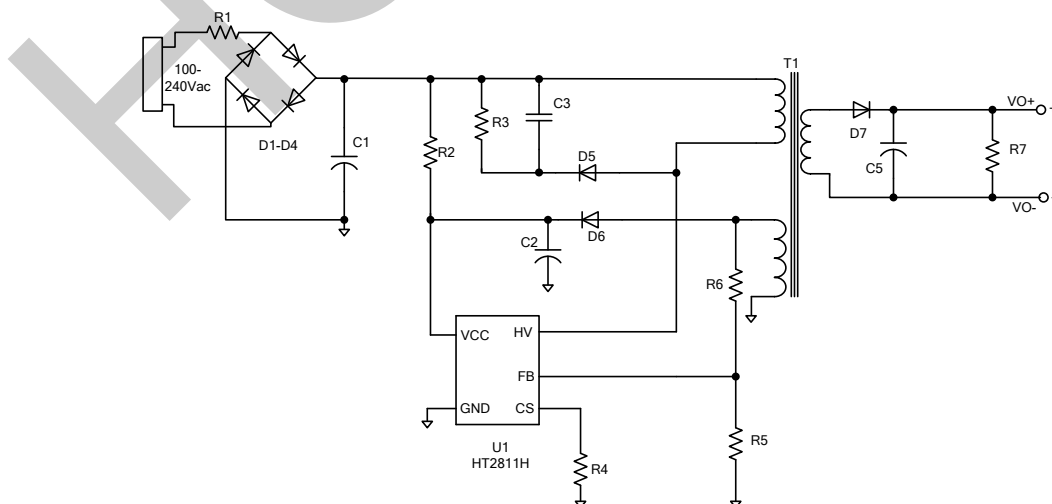 R1
T1
100-
240Vac
R3
C3
VO+
D7
D1-D4
C1
R2
D5
C5
R7
VO-
C2
D6
R6
VCC
HV
FB
GND
CS
U1
HT2811H
R4
R5